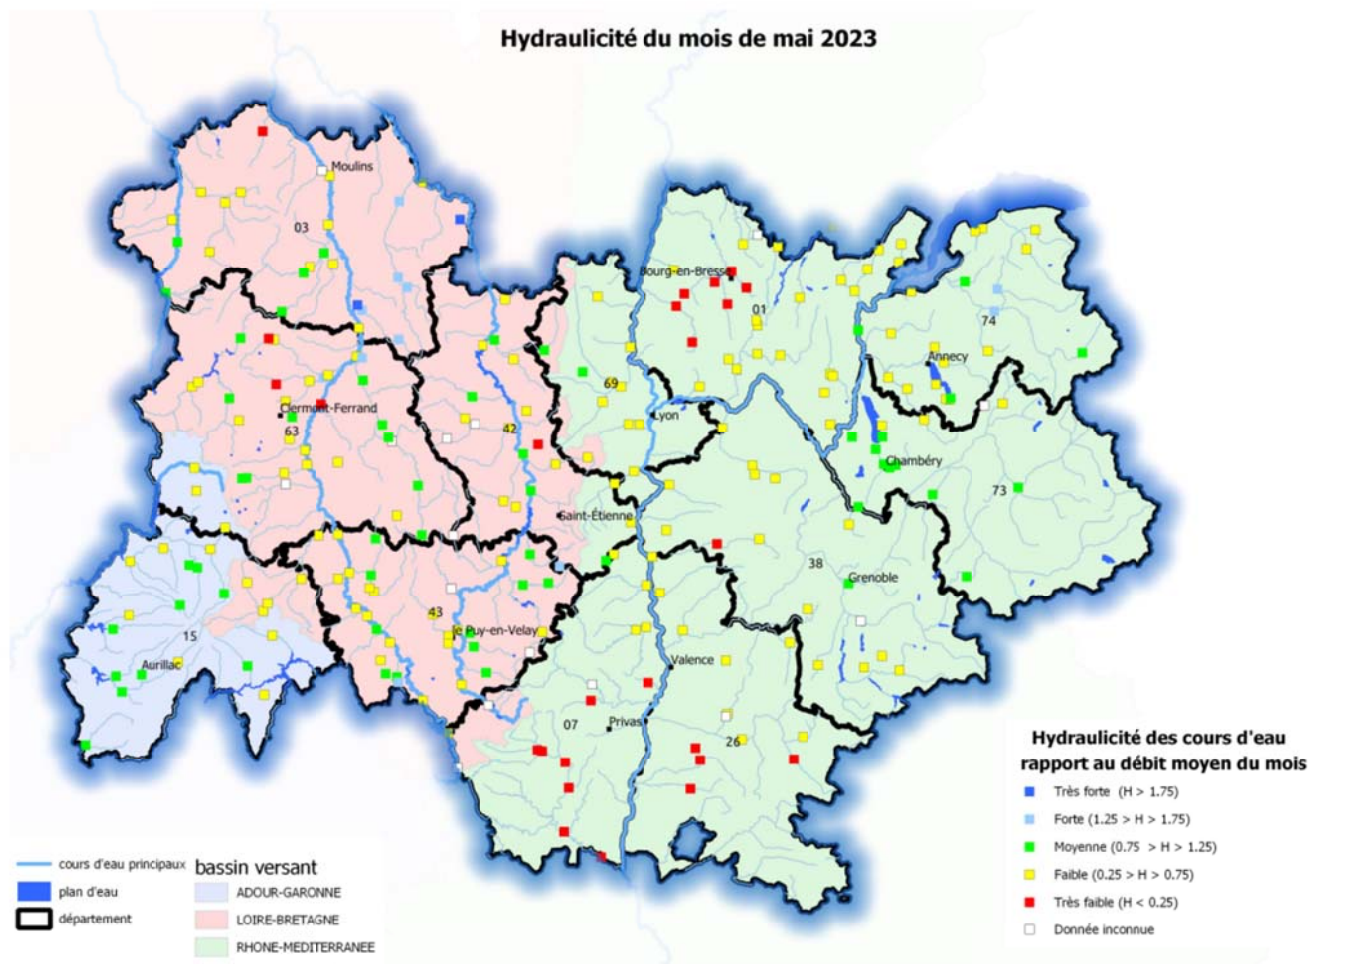 Hydraulicité du mois de mai 2023
Moulins
03
Bourg-en-Bresse
01
74
Annecy
69
Clermont-Ferrand
Lyon
63
42
Chambéry
73
Saint-Étienne
38
Grenoble
43
15
le Puy-en-Velay
Aurillac
Valence
07
Privas
26
Hydraulicité des cours d'eau
rapport au débit moyen du mois
Très forte (H > 1.75)
Forte (1.25 > H > 1.75)
Moyenne (0.75 > H > 1.25)
Faible (0.25 > H > 0.75)
Très faible (H < 0.25)
Donnée inconnue
cours d'eau principaux
plan d'eau
département
bassin versant
ADOUR-GARONNE
LOIRE-BRETAGNE
RHONE-MEDITERRANEE